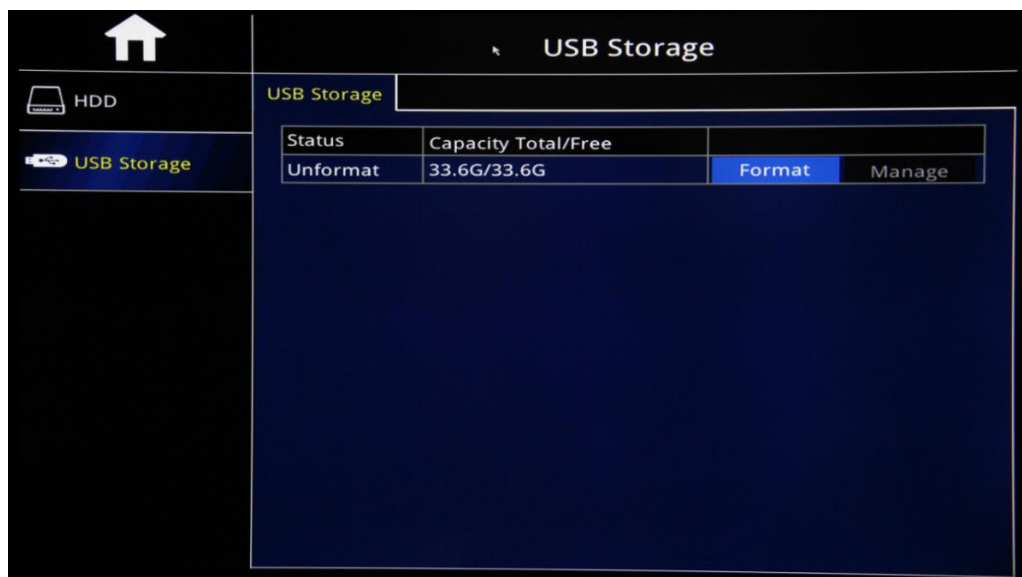 USB Storage
HDD
USB Storage
USB Storage
Status Capacity Total/Free
Unformat 33.6G/33.6G Format Manage